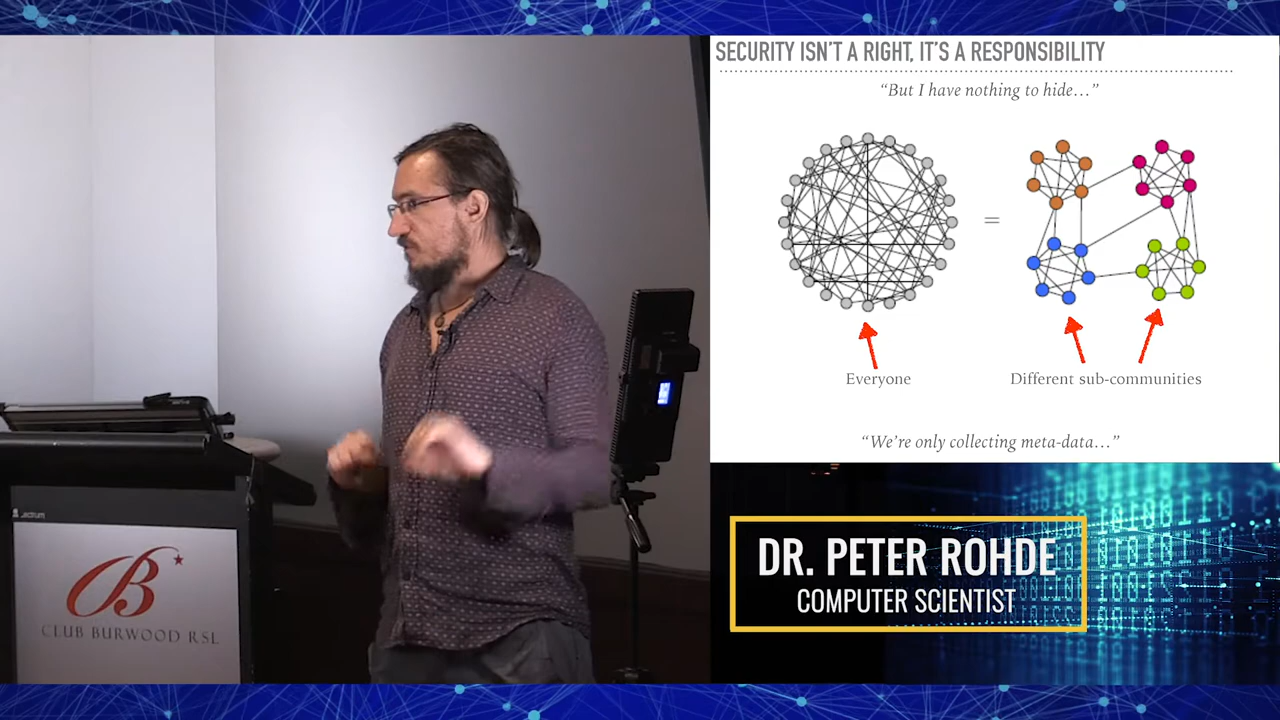 SECURITY ISN'T A RIGHT, IT'S A RESPONSIBILITY
“But I have nothing to hide…”
=
Everyone
Different sub-communities
“We're only collecting meta-data…”
DR. PETER ROHDE
COMPUTER SCIENTIST
B
CLUB BURWOOD RSL